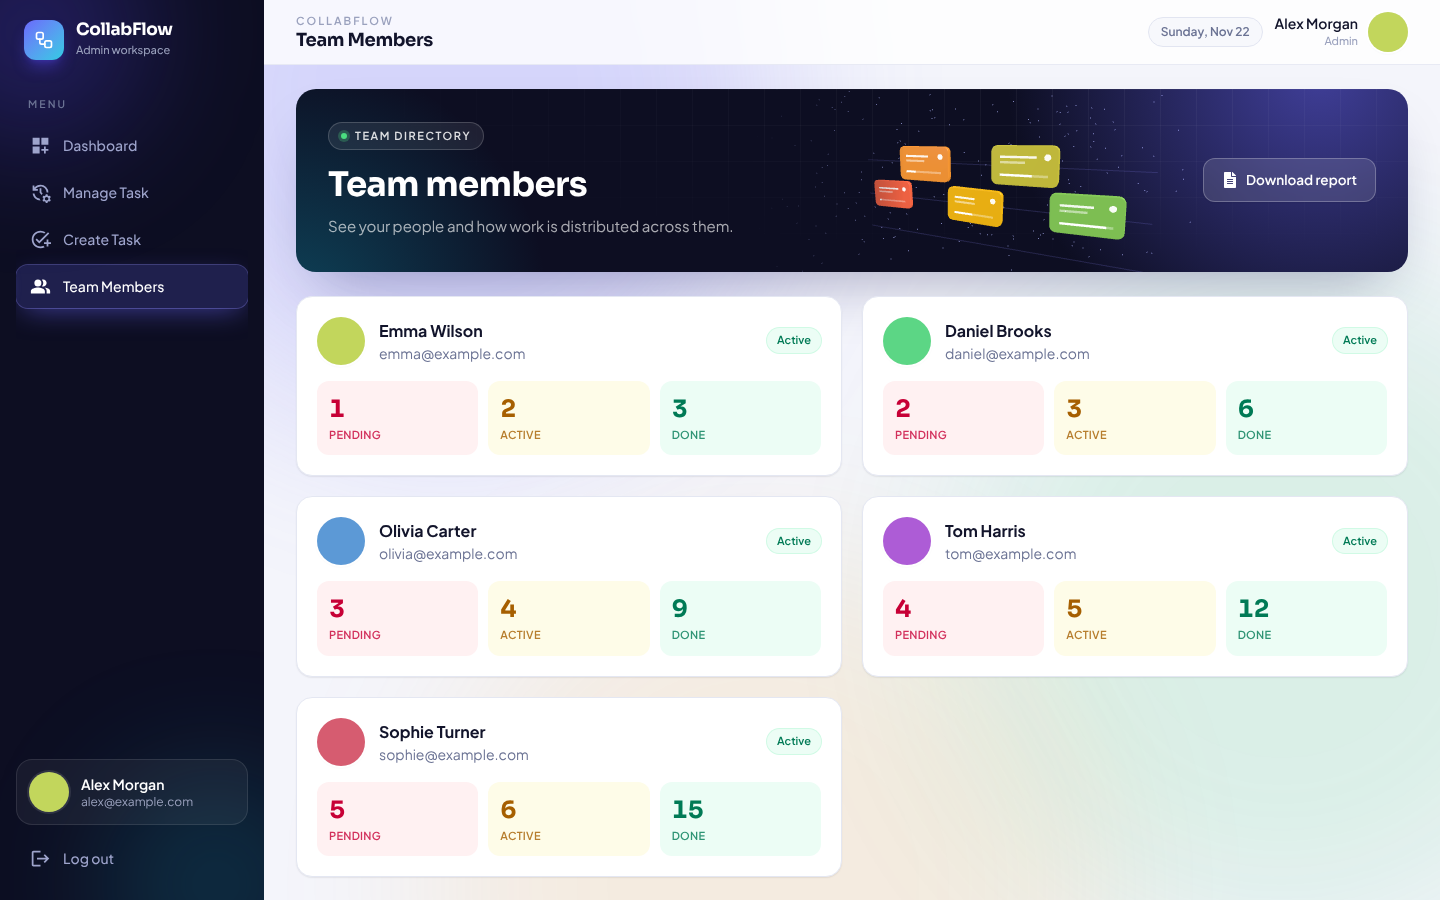 CollabFlow
Admin workspace
MENU
Dashboard
Manage Task
Create Task
Team Members
Alex Morgan
alex@example.com
Log out
COLLABFLOW
Team Members
Sunday, Nov 22
Alex Morgan
Admin
TEAM DIRECTORY
Team members
See your people and how work is distributed across them.
Download report
Emma Wilson
emma@example.com
Active
1
PENDING
2
ACTIVE
3
DONE
Daniel Brooks
daniel@example.com
Active
2
PENDING
3
ACTIVE
6
DONE
Olivia Carter
olivia@example.com
Active
3
PENDING
4
ACTIVE
9
DONE
Tom Harris
tom@example.com
Active
4
PENDING
5
ACTIVE
12
DONE
Sophie Turner
sophie@example.com
Active
5
PENDING
6
ACTIVE
15
DONE